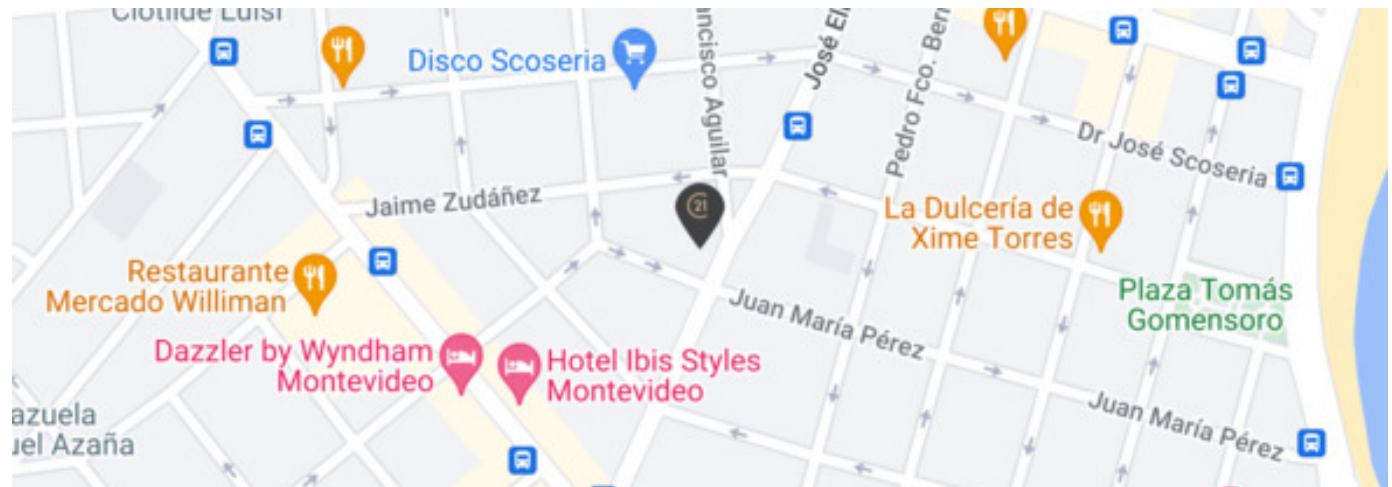 Clotilde Luisi
Disco Scoseria
ancisco Aguilar
José El
Pedro Fco. Ber
Dr José Scoseria
Jaime Zudáñez
21
La Dulcería de
Xime Torres
Restaurante
Mercado Williman
Plaza Tomás
Gomensoro
Juan María Pérez
Dazzler by Wyndham
Montevideo
Hotel Ibis Styles
Montevideo
Juan María Pérez
azuela
uel Azaña